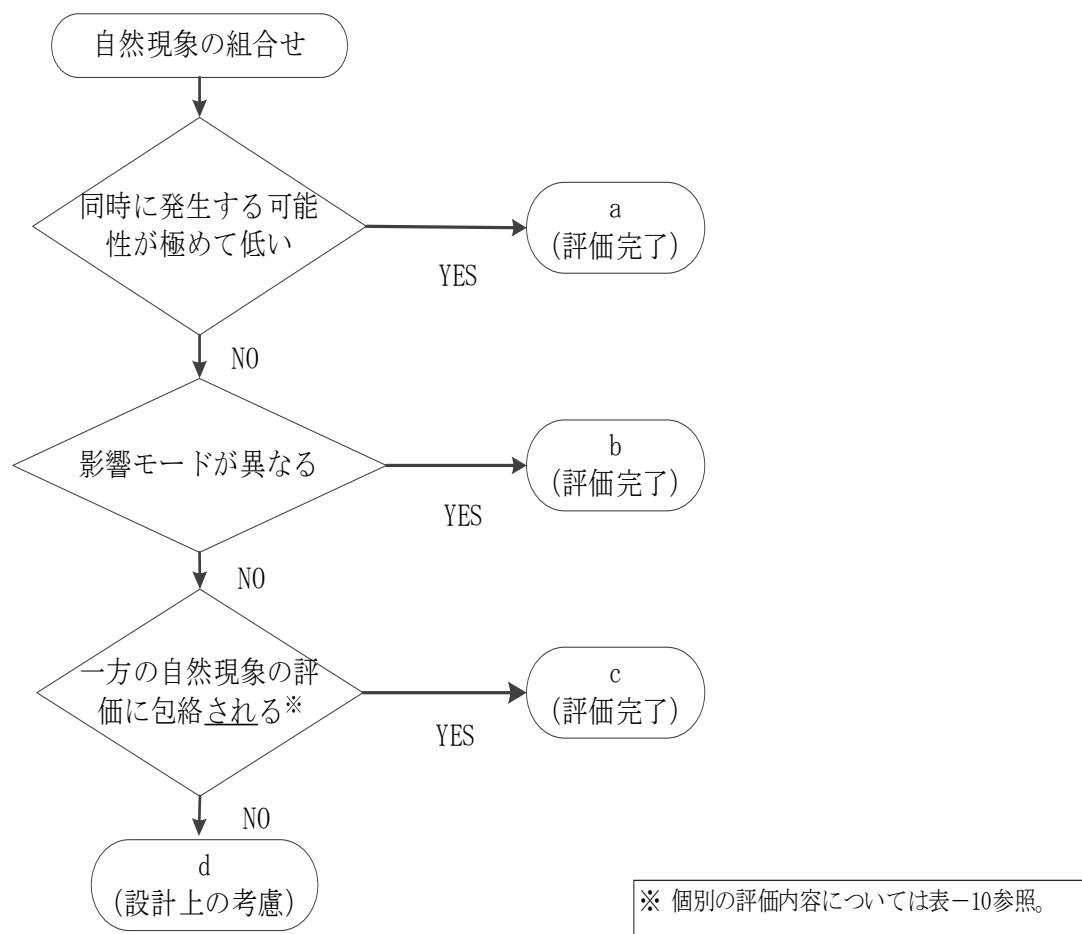 自然現象の組合せ
同時に発生する可能
性が極めて低い
a
(評価完了)
YES
NO
影響モードが異なる
b
(評価完了)
YES
NO
一方の自然現象の評
価に包絡される※
c
(評価完了)
YES
NO
d
(設計上の考慮)
※ 個別の評価内容については表－10参照。